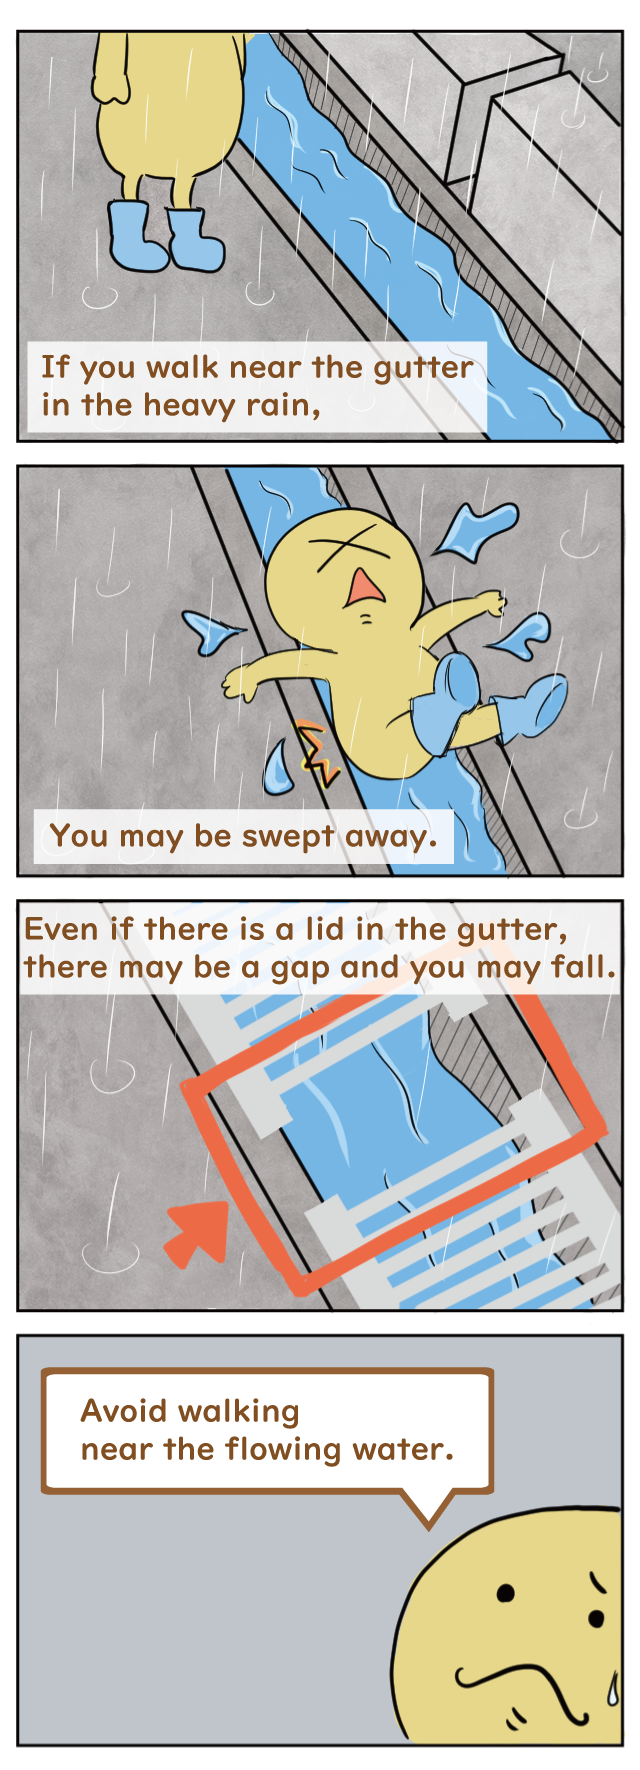 If you walk near the gutter
in the heavy rain,
You may be swept away.
Even if there is a lid in the gutter,
there may be a gap and you may fall.
Avoid walking
near the flowing water.